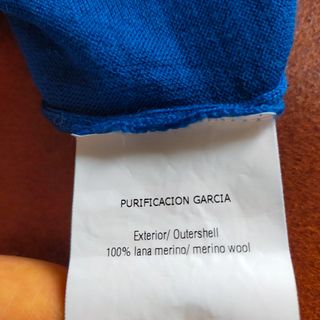 PURIFICACION GARCIA
Exterior/ Outershell
100% lana merino/ merino wool